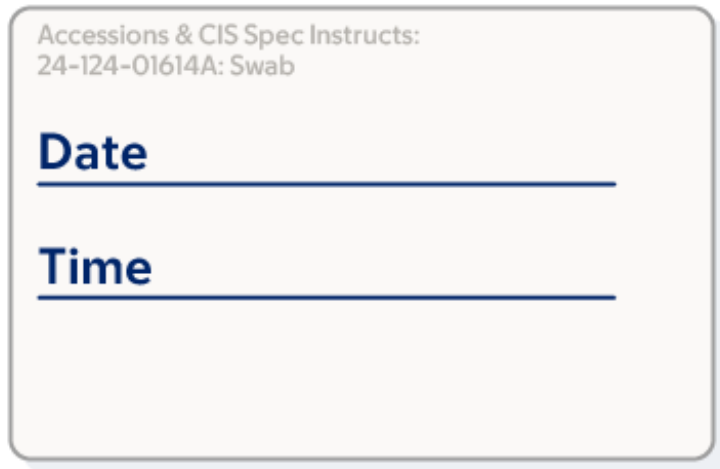 Accessions & CIS Spec Instructs:
24-124-01614A: Swab
Date
Time